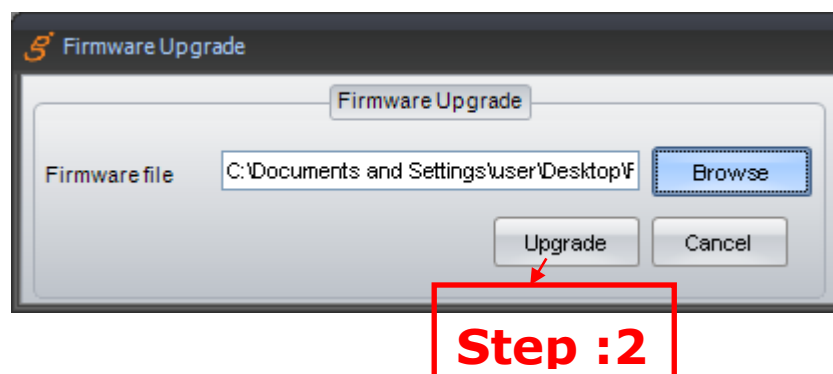 Firmware Upgrade
Firmware Upgrade
Firmware file C:\Documents and Settings\user\Desktop\F Browse
Upgrade Cancel
Step :2